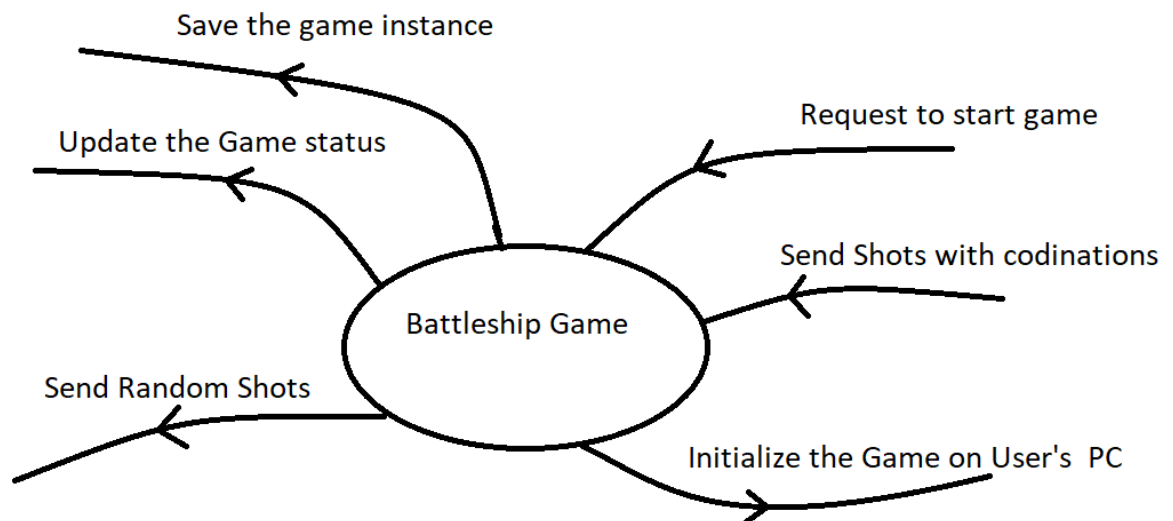 Save the game instance
Request to start game
Update the Game status
Send Shots with codinations
Battleship Game
Send Random Shots
Initialize the Game on User's PC